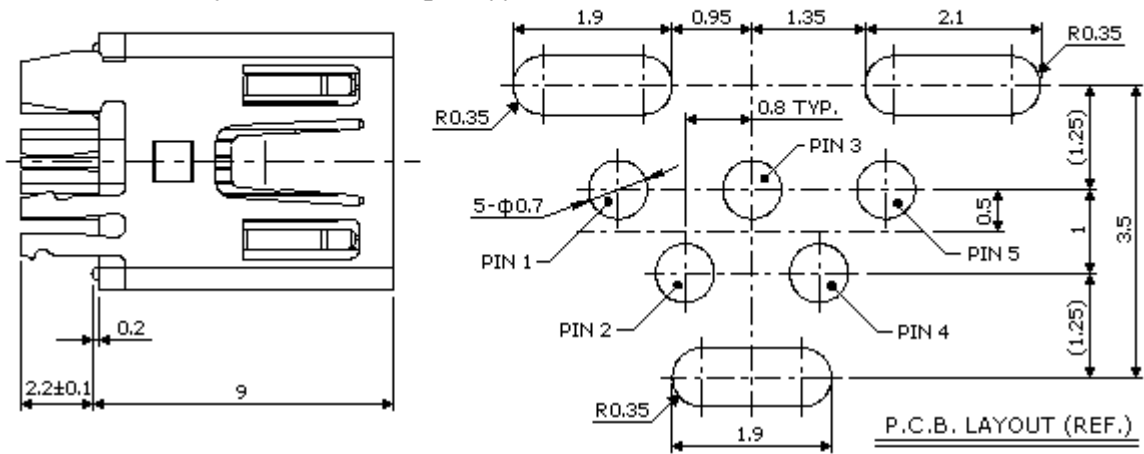 1.9
0.95
1.35
2.1
R0.35
R0.35
0.8 TYP.
PIN 3
(1.25)
5-ф0.7
0.5
1
3.5
PIN 1
PIN 5
PIN 2
PIN 4
(1.25)
0.2
2.2±0.1
9
R0.35
1.9
P.C.B. LAYOUT (REF.)